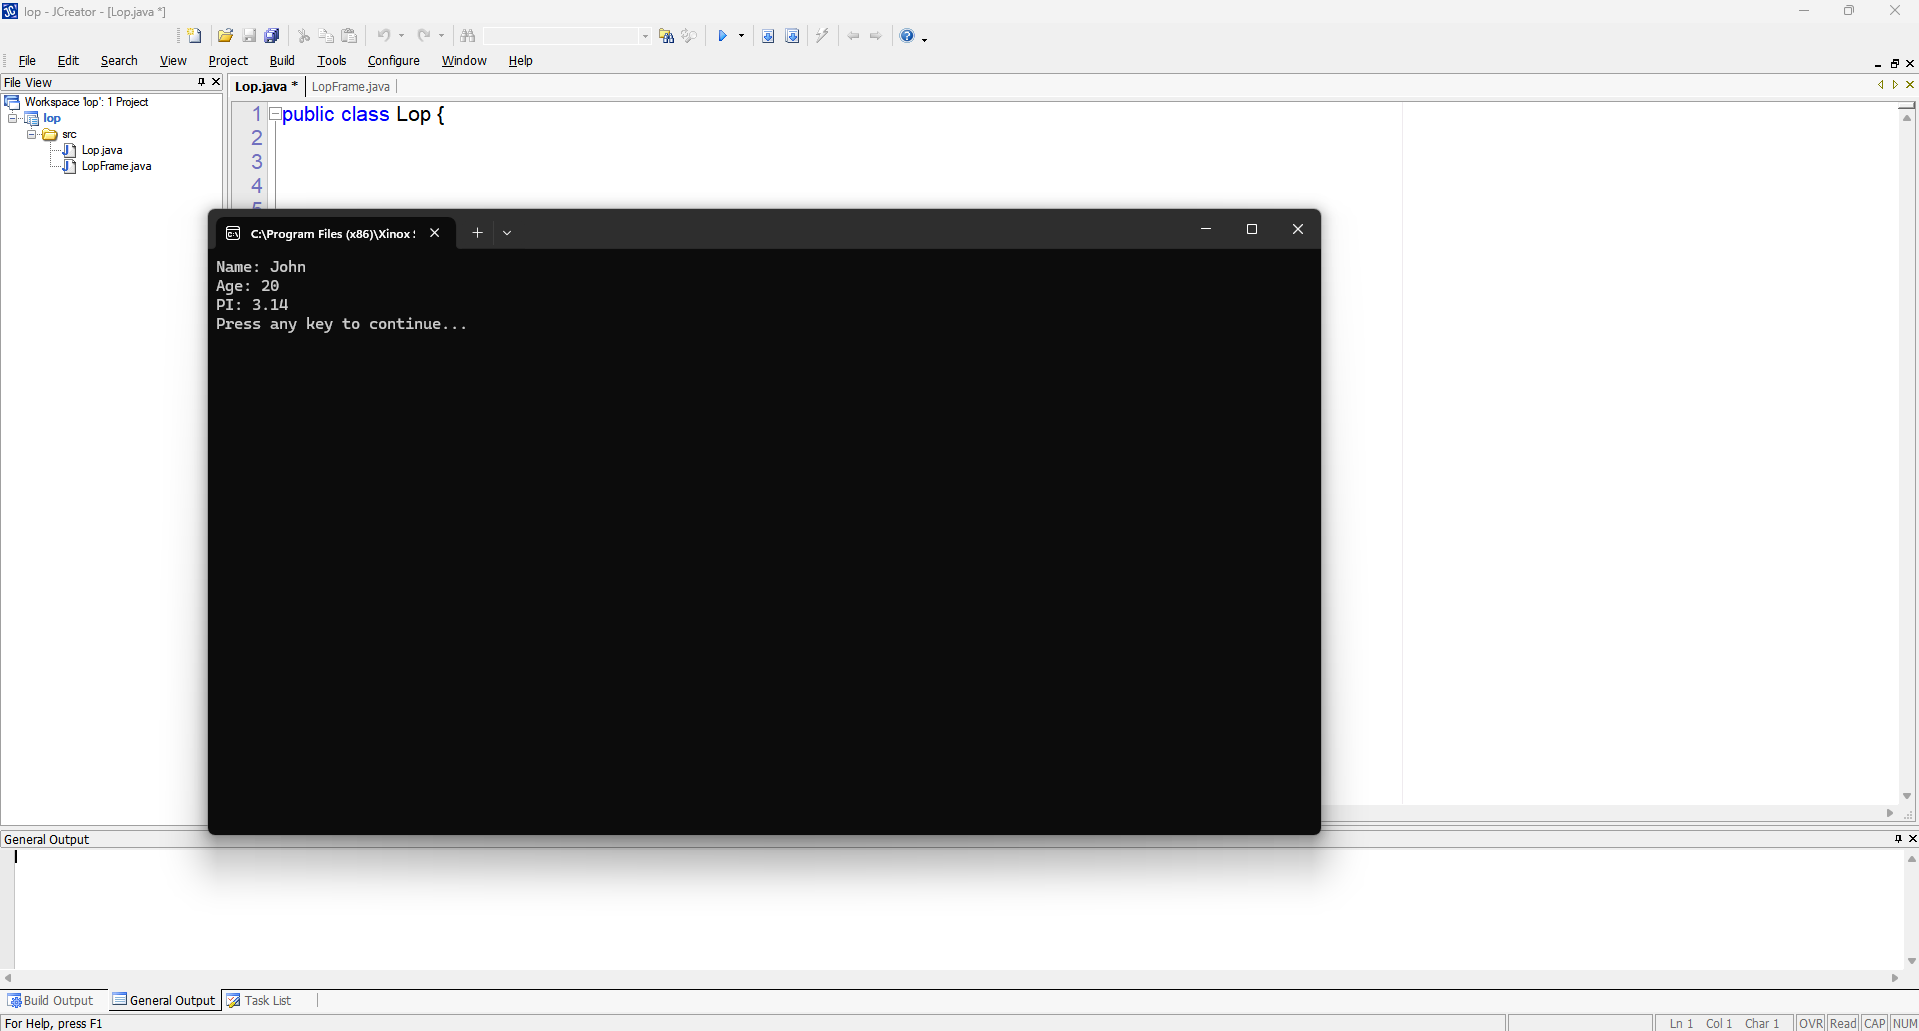 lop - JCreator - [Lop.java *]
File Edit Search View Project Build Tools Configure Window Help
File View
Workspace 'lop': 1 Project
lop
src
Lop.java
LopFrame.java
Lop.java * LopFrame.java
1 public class Lop {
2
3
4
5
C:\Program Files (x86)\Xinox S
Name: John
Age: 20
PI: 3.14
Press any key to continue...
General Output
Build Output General Output Task List
For Help, press F1
Ln 1 Col 1 Char 1 OVR Read CAP NUM